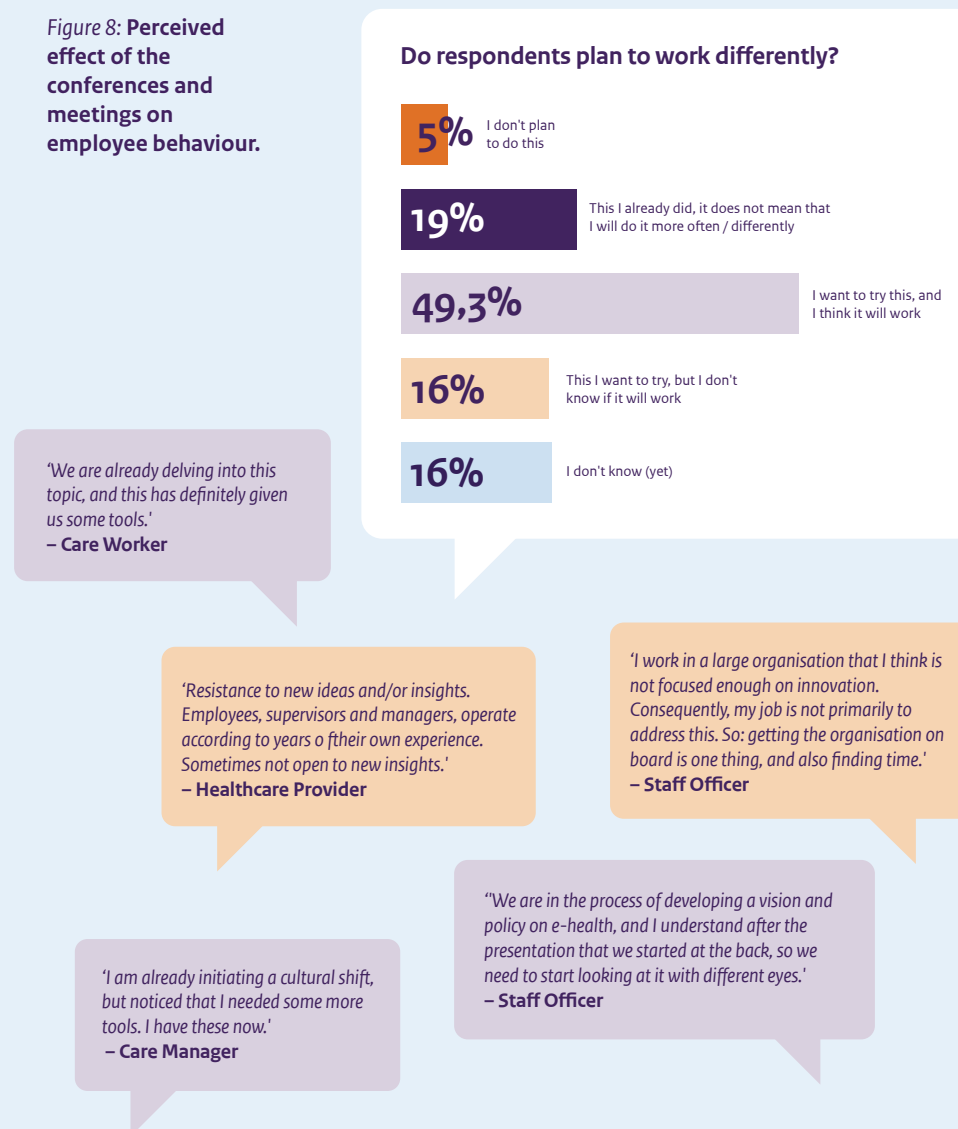 Figure 8: Perceived
effect of the
conferences and
meetings on
employee behaviour.
Do respondents plan to work differently?
5%
I don't plan
to do this
19%
This I already did, it does not mean that
I will do it more often / differently
49,3%
I want to try this, and
I think it will work
16%
This I want to try, but I don't
know if it will work
16%
I don't know (yet)
‘We are already delving into this
topic, and this has definitely given
us some tools.'
– Care Worker
‘Resistance to new ideas and/or insights.
Employees, supervisors and managers, operate
according to years o ftheir own experience.
Sometimes not open to new insights.'
– Healthcare Provider
‘I work in a large organisation that I think is
not focused enough on innovation.
Consequently, my job is not primarily to
address this. So: getting the organisation on
board is one thing, and also finding time.'
– Staff Officer
‘'We are in the process of developing a vision and
policy on e-health, and I understand after the
presentation that we started at the back, so we
need to start looking at it with different eyes.'
– Staff Officer
‘I am already initiating a cultural shift,
but noticed that I needed some more
tools. I have these now.'
– Care Manager